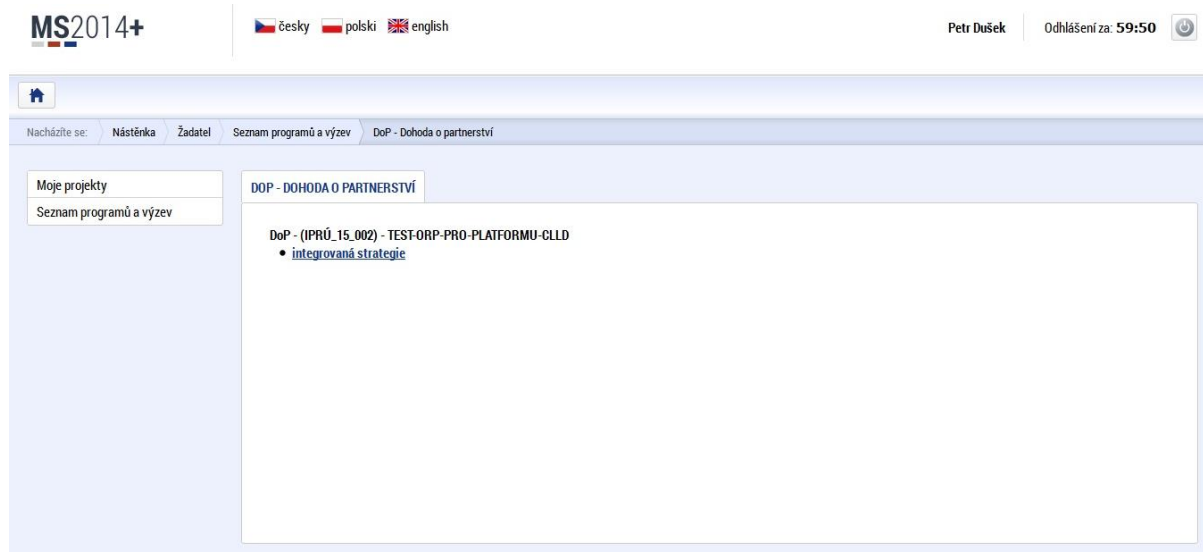 MS2014+ česky polski english Petr Dušek Odhlášení za: 59:50
Nacházíte se: Nástěnka Žadatel Seznam programů a výzev DoP - Dohoda o partnerství
Moje projekty
Seznam programů a výzev
DOP - DOHODA O PARTNERSTVÍ
DoP - (IPRÚ_15_002) - TEST-ORP-PRO-PLATFORMU-CLLD
• integrovaná strategie